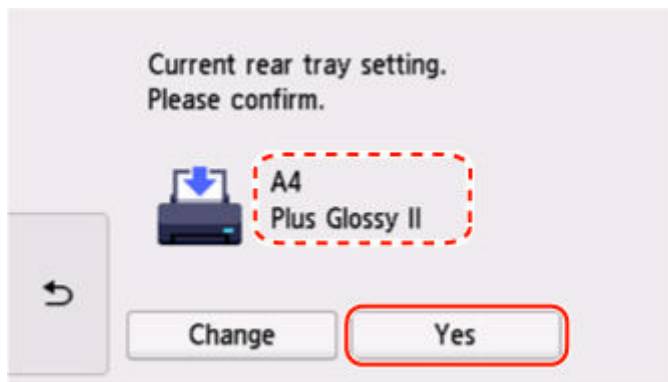 Current rear tray setting.
Please confirm.
A4
Plus Glossy II
Change
Yes